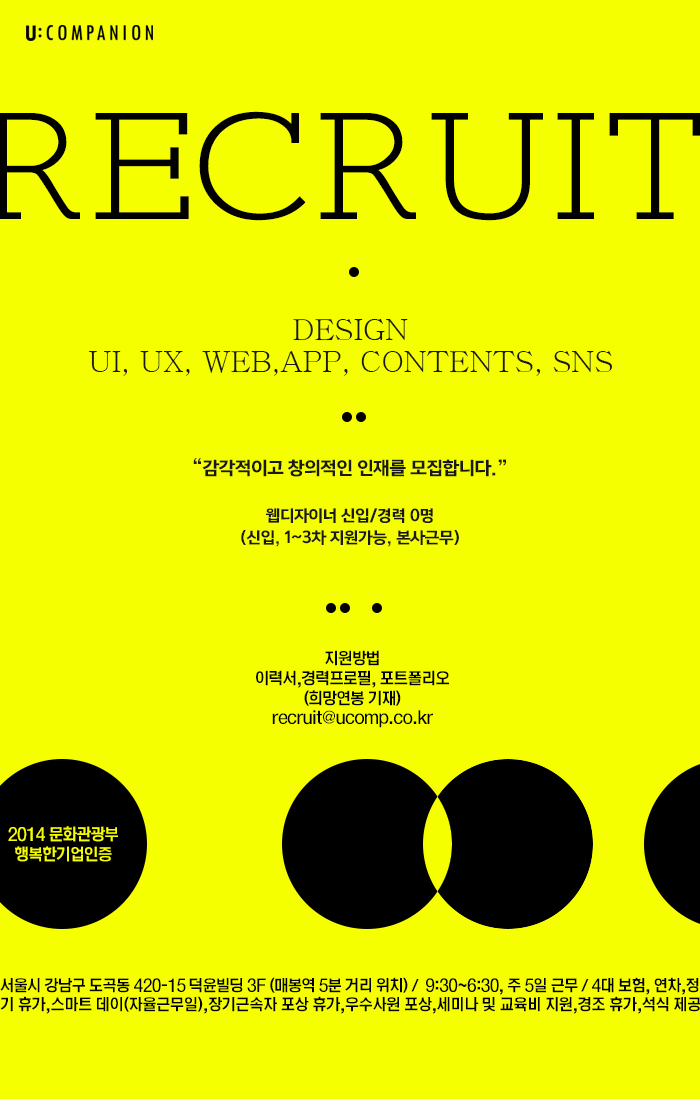 U:COMPANION
RECRUIT
DESIGN
UI, UX, WEB,APP, CONTENTS, SNS
“감각적이고 창의적인 인재를 모집합니다.”
웹디자이너 신입/경력 0명
(신입, 1~3차 지원가능, 본사근무)
지원방법
이력서,경력프로필, 포트폴리오
(희망연봉 기재)
recruit@ucomp.co.kr
2014 문화관광부
행복한기업인증
서울시 강남구 도곡동 420-15 덕윤빌딩 3F (매봉역 5분 거리 위치) / 9:30~6:30, 주 5일 근무 / 4대 보험, 연차,정
기 휴가,스마트 데이(자율근무일),장기근속자 포상 휴가,우수사원 포상,세미나 및 교육비 지원,경조 휴가,석식 제공